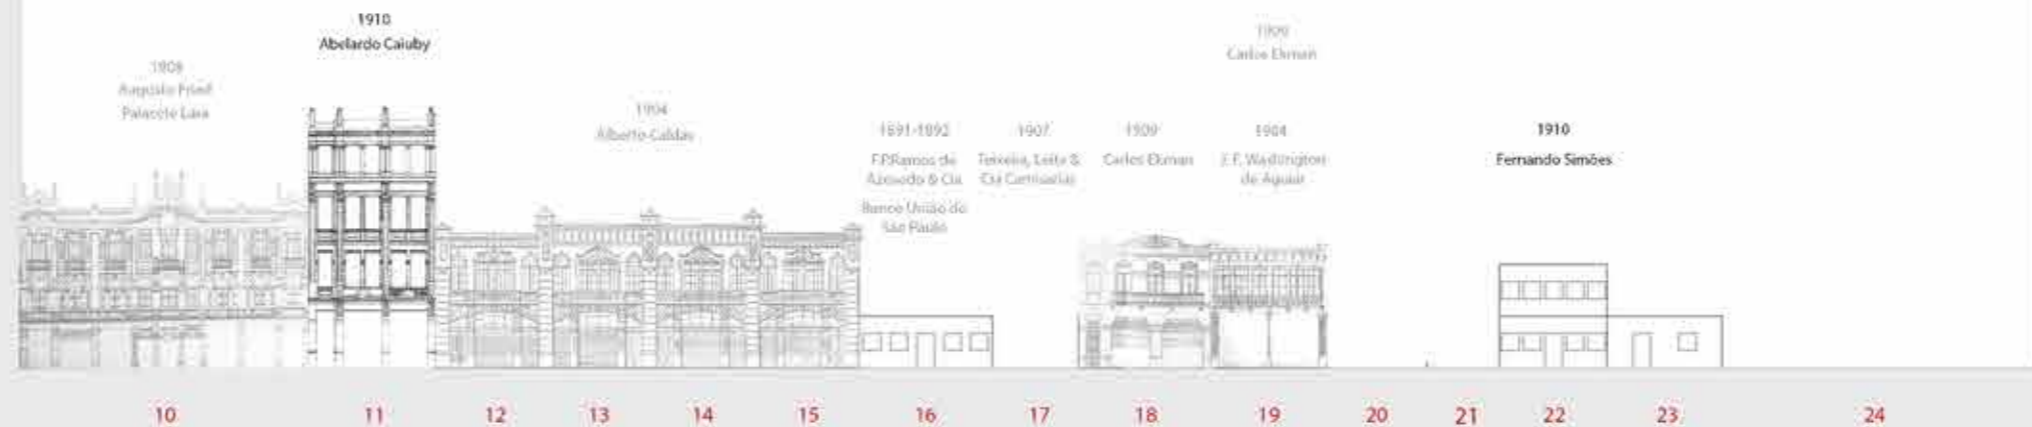 1910
Abelardo Caiuby
1909
Carlos Ekman
1908
Augusto Fried
Palacete Lara
1904
Alberto Caldas
1891-1892
F.P.Ramos de
Azevedo & Cia
Banco União de
São Paulo
1907
Teixeira, Leite &
Cia Camisarias
1909
Carlos Ekman
1904
J. F. Washington
de Aguiar
1910
Fernando Simões
10 11 12 13 14 15 16 17 18 19 20 21 22 23 24